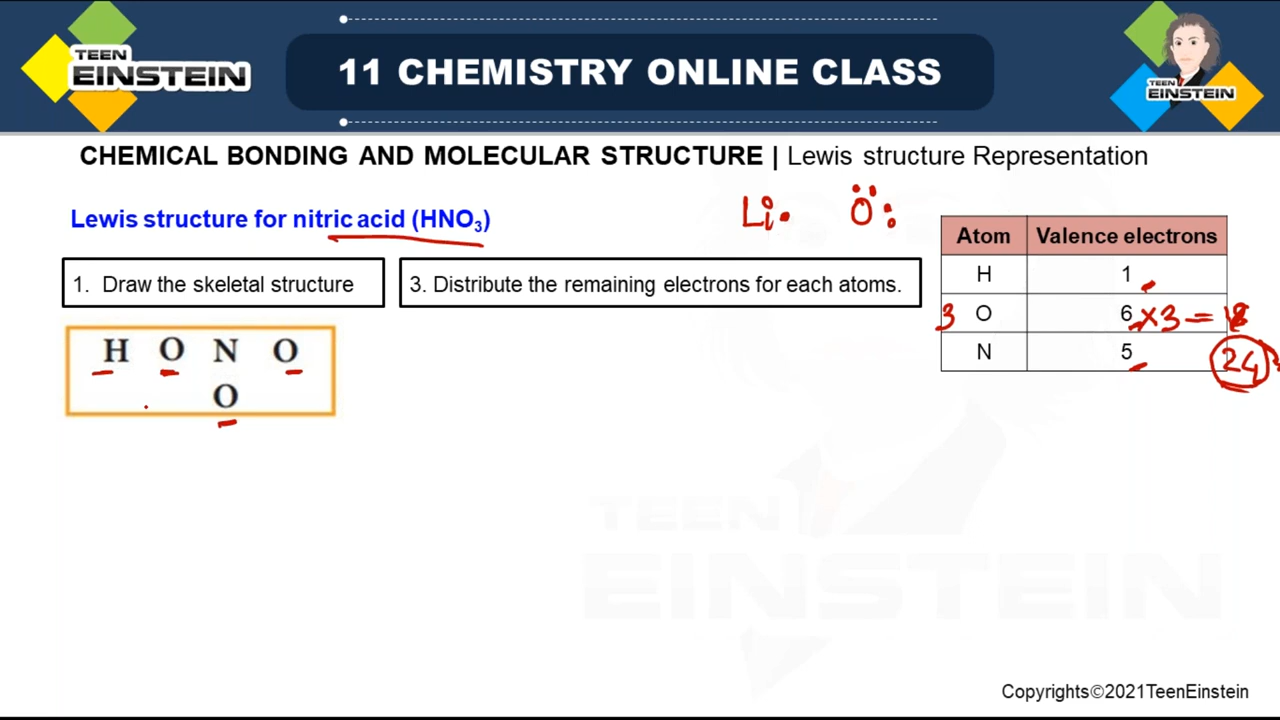 TEEN
EINSTEIN
11 CHEMISTRY ONLINE CLASS
TEEN
EINSTEIN
CHEMICAL BONDING AND MOLECULAR STRUCTURE | Lewis structure Representation
Lewis structure for nitric acid (HNO₃)
Li· O
1. Draw the skeletal structure
3. Distribute the remaining electrons for each atoms.
Atom Valence electrons
H 1
3 O 6 ×3 = 18
N 5
24
H O N O
O
TEEN
EINSTEIN
Copyrights©2021TeenEinstein